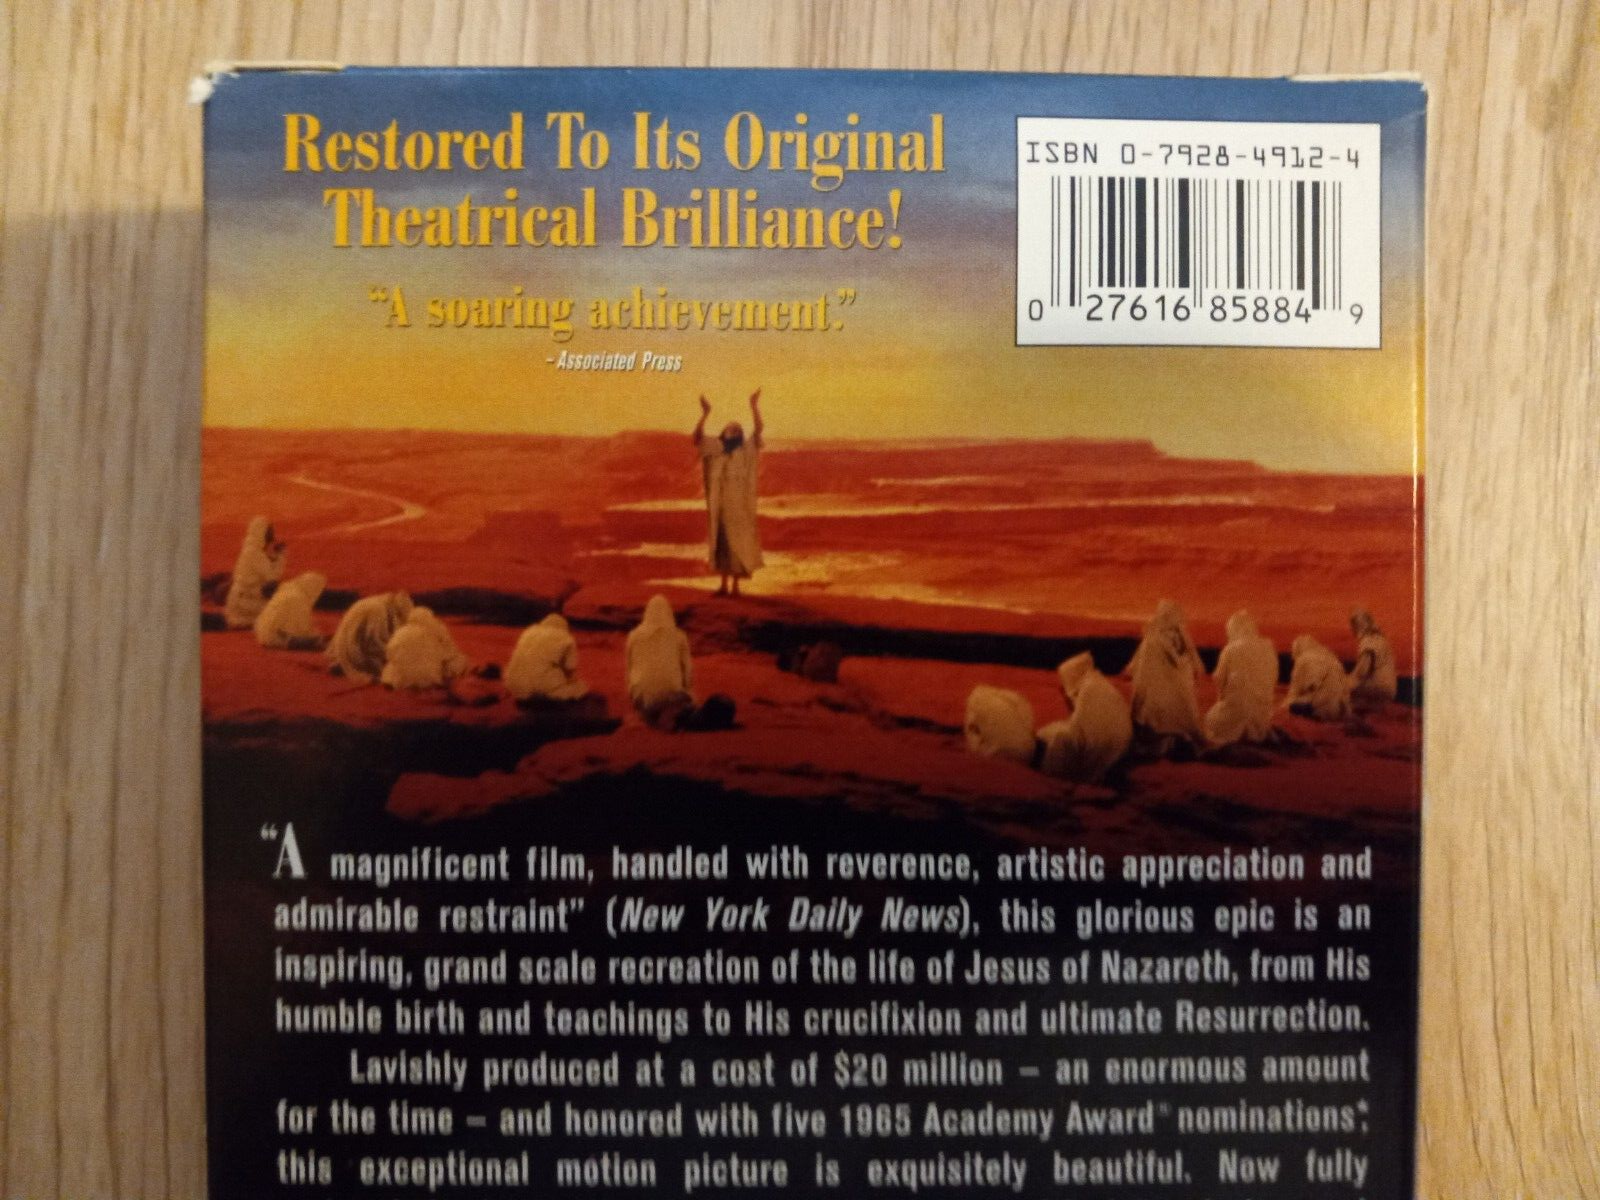 Restored To Its Original
Theatrical Brilliance!
"A soaring achievement."
– Associated Press
ISBN 0-7928-4912-4
0 27616 85884 9
"A magnificent film, handled with reverence, artistic appreciation and
admirable restraint" (New York Daily News), this glorious epic is an
inspiring, grand scale recreation of the life of Jesus of Nazareth, from His
humble birth and teachings to His crucifixion and ultimate Resurrection.
Lavishly produced at a cost of $20 million – an enormous amount
for the time – and honored with five 1965 Academy Award® nominations*,
this exceptional motion picture is exquisitely beautiful. Now fully